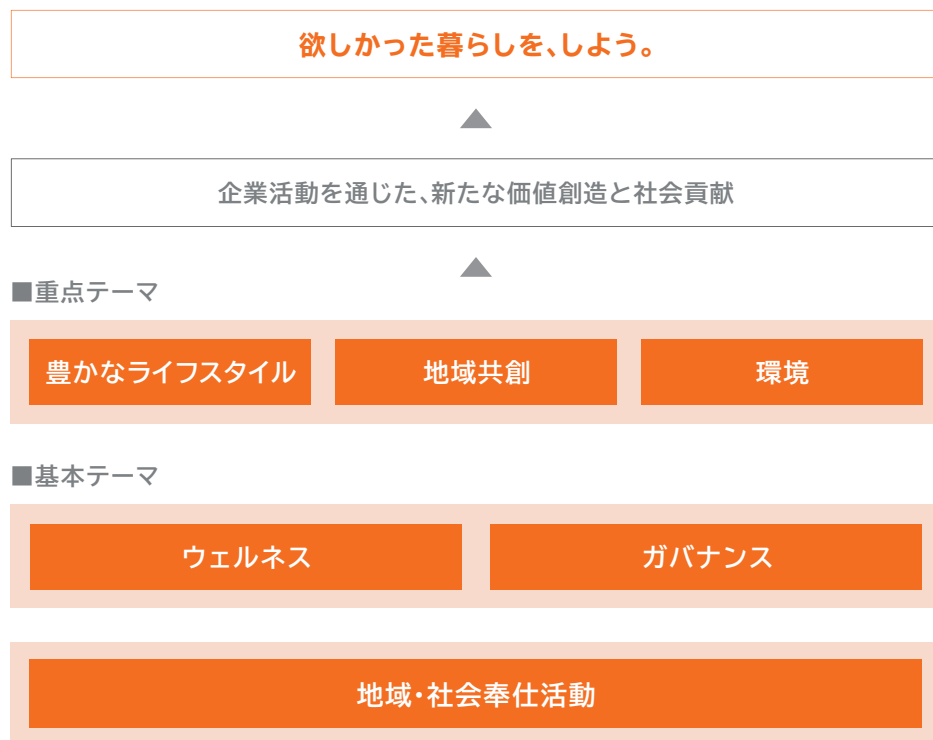 欲しかった暮らしを、しよう。
企業活動を通じた、新たな価値創造と社会貢献
■重点テーマ
豊かなライフスタイル
地域共創
環境
■基本テーマ
ウェルネス
ガバナンス
地域・社会奉仕活動